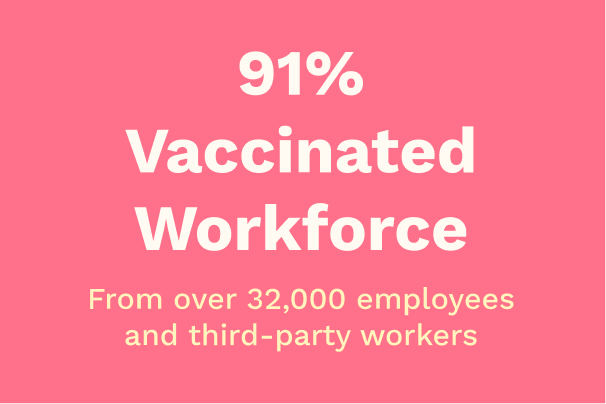 91%
Vaccinated
Workforce
From over 32,000 employees
and third-party workers